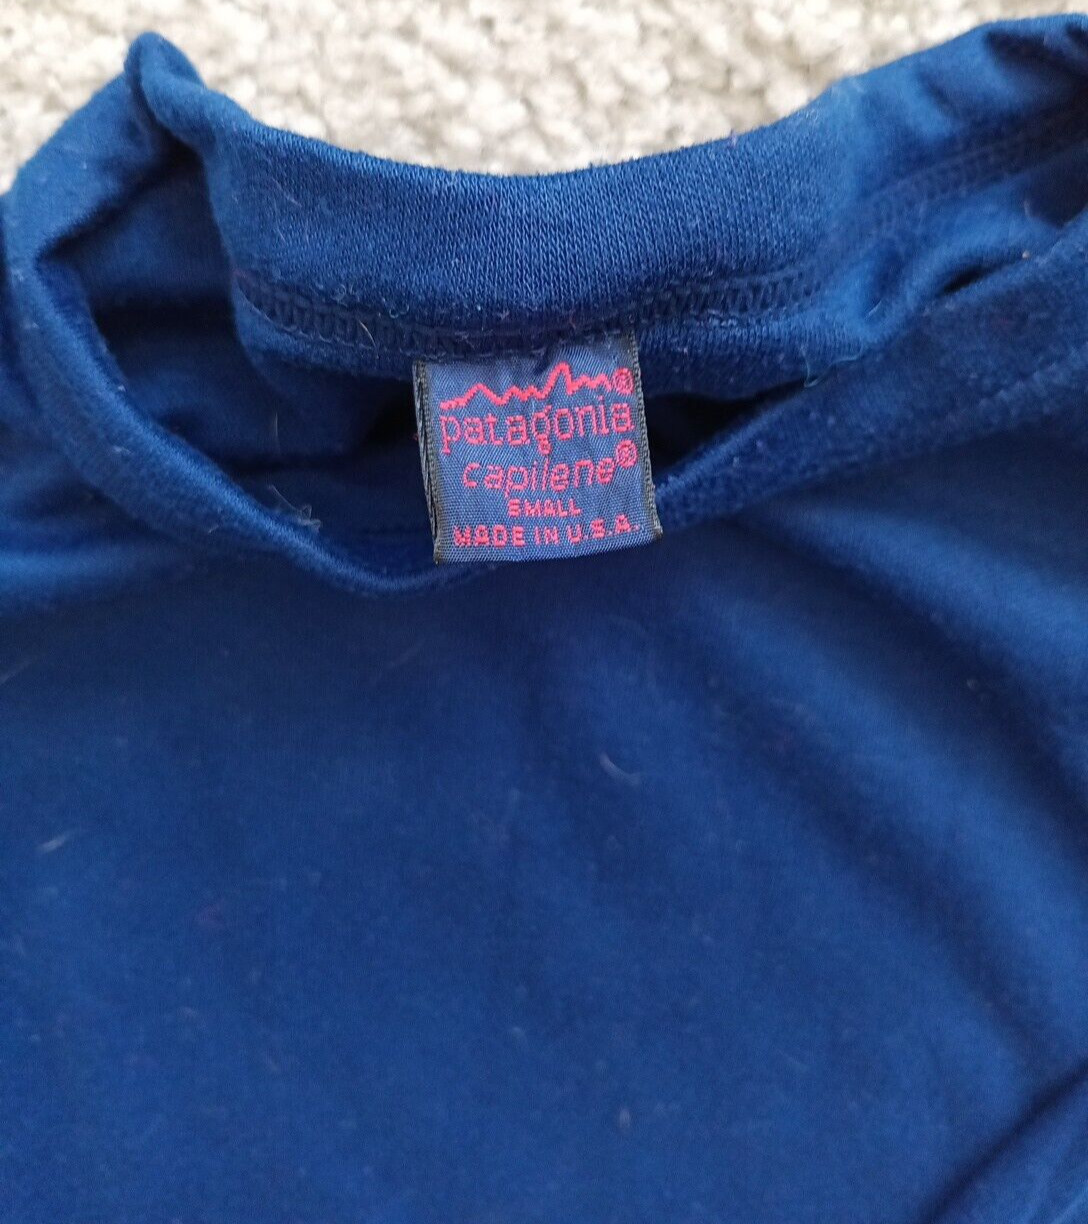 patagonia®
capilene®
SMALL
MADE IN U.S.A.